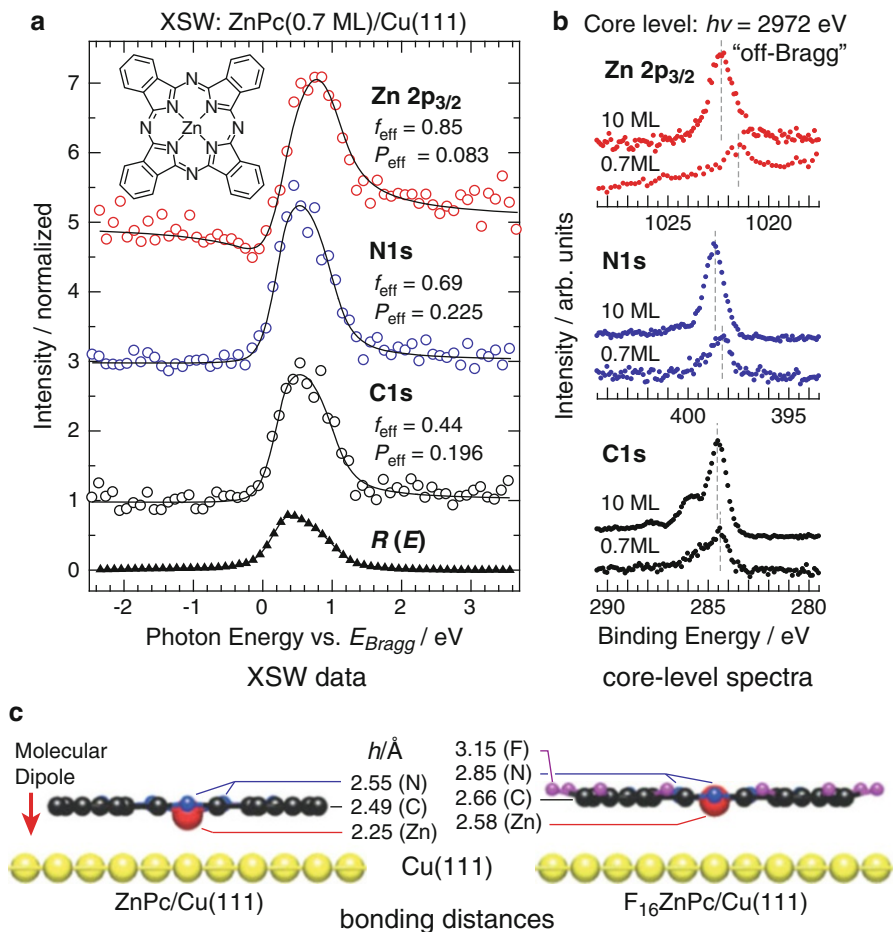 a
XSW: ZnPc(0.7 ML)/Cu(111)
7
6
5
4
3
2
1
0
Intensity / normalized
N
N
N
N
Zn
N
N
N
N
Zn 2p3/2
feff = 0.85
Peff = 0.083
N1s
feff = 0.69
Peff = 0.225
C1s
feff = 0.44
Peff = 0.196
R (E)
-2 -1 0 1 2 3
Photon Energy vs. EBragg / eV
XSW data
b
Core level: hν = 2972 eV
"off-Bragg"
Zn 2p3/2
10 ML
0.7ML
1025 1020
N1s
10 ML
0.7ML
400 395
C1s
10 ML
0.7ML
290 285 280
Intensity / arb. units
Binding Energy / eV
core-level spectra
c
Molecular
Dipole
h/Å
2.55 (N)
2.49 (C)
2.25 (Zn)
ZnPc/Cu(111)
Cu(111)
3.15 (F)
2.85 (N)
2.66 (C)
2.58 (Zn)
F16ZnPc/Cu(111)
bonding distances